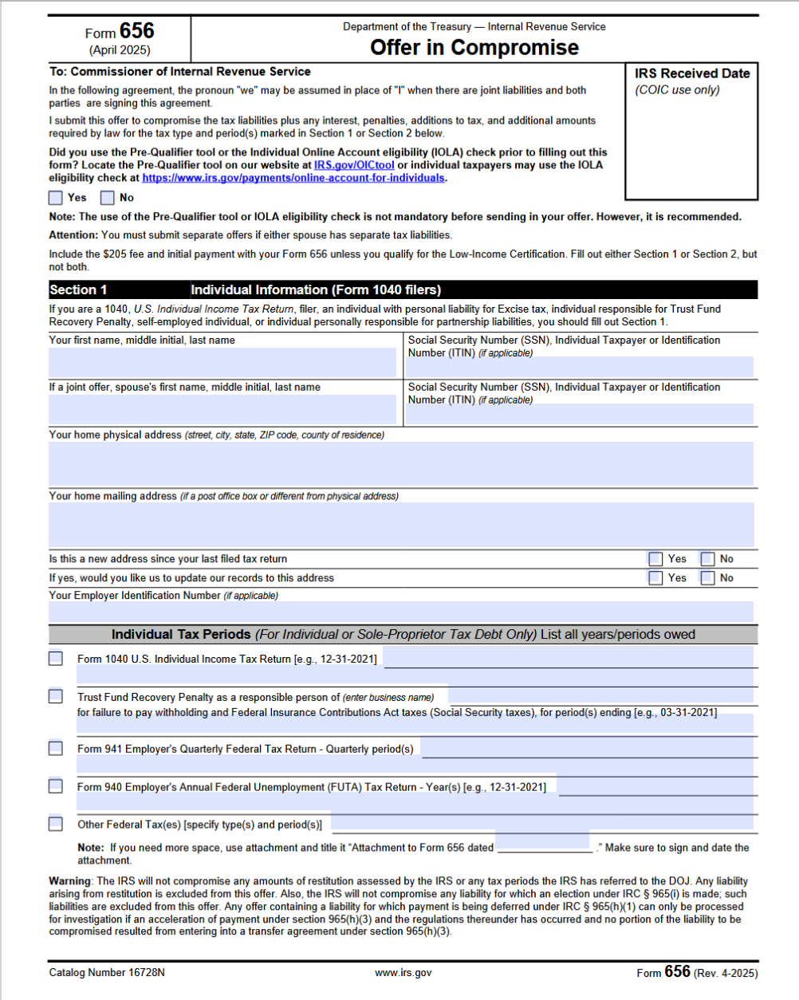 Form 656
(April 2025)
Department of the Treasury — Internal Revenue Service
Offer in Compromise
To: Commissioner of Internal Revenue Service
IRS Received Date
(COIC use only)
In the following agreement, the pronoun "we" may be assumed in place of "I" when there are joint liabilities and both
parties are signing this agreement.
I submit this offer to compromise the tax liabilities plus any interest, penalties, additions to tax, and additional amounts
required by law for the tax type and period(s) marked in Section 1 or Section 2 below.
Did you use the Pre-Qualifier tool or the Individual Online Account eligibility (IOLA) check prior to filling out this
form? Locate the Pre-Qualifier tool on our website at IRS.gov/OICtool or individual taxpayers may use the IOLA
eligibility check at https://www.irs.gov/payments/online-account-for-individuals.
Yes No
Note: The use of the Pre-Qualifier tool or IOLA eligibility check is not mandatory before sending in your offer. However, it is recommended.
Attention: You must submit separate offers if either spouse has separate tax liabilities.
Include the $205 fee and initial payment with your Form 656 unless you qualify for the Low-Income Certification. Fill out either Section 1 or Section 2, but
not both.
Section 1 Individual Information (Form 1040 filers)
If you are a 1040, U.S. Individual Income Tax Return, filer, an individual with personal liability for Excise tax, individual responsible for Trust Fund
Recovery Penalty, self-employed individual, or individual personally responsible for partnership liabilities, you should fill out Section 1.
Your first name, middle initial, last name
Social Security Number (SSN), Individual Taxpayer or Identification
Number (ITIN) (if applicable)
If a joint offer, spouse's first name, middle initial, last name
Social Security Number (SSN), Individual Taxpayer or Identification
Number (ITIN) (if applicable)
Your home physical address (street, city, state, ZIP code, county of residence)
Your home mailing address (if a post office box or different from physical address)
Is this a new address since your last filed tax return Yes No
If yes, would you like us to update our records to this address Yes No
Your Employer Identification Number (if applicable)
Individual Tax Periods (For Individual or Sole-Proprietor Tax Debt Only) List all years/periods owed
Form 1040 U.S. Individual Income Tax Return [e.g., 12-31-2021]
Trust Fund Recovery Penalty as a responsible person of (enter business name)
for failure to pay withholding and Federal Insurance Contributions Act taxes (Social Security taxes), for period(s) ending [e.g., 03-31-2021]
Form 941 Employer's Quarterly Federal Tax Return - Quarterly period(s)
Form 940 Employer's Annual Federal Unemployment (FUTA) Tax Return - Year(s) [e.g., 12-31-2021]
Other Federal Tax(es) [specify type(s) and period(s)]
Note: If you need more space, use attachment and title it "Attachment to Form 656 dated ." Make sure to sign and date the
attachment.
Warning: The IRS will not compromise any amounts of restitution assessed by the IRS or any tax periods the IRS has referred to the DOJ. Any liability
arising from restitution is excluded from this offer. Also, the IRS will not compromise any liability for which an election under IRC § 965(i) is made; such
liabilities are excluded from this offer. Any offer containing a liability for which payment is being deferred under IRC § 965(h)(1) can only be processed
for investigation if an acceleration of payment under section 965(h)(3) and the regulations thereunder has occurred and no portion of the liability to be
compromised resulted from entering into a transfer agreement under section 965(h)(3).
Catalog Number 16728N
www.irs.gov
Form 656 (Rev. 4-2025)